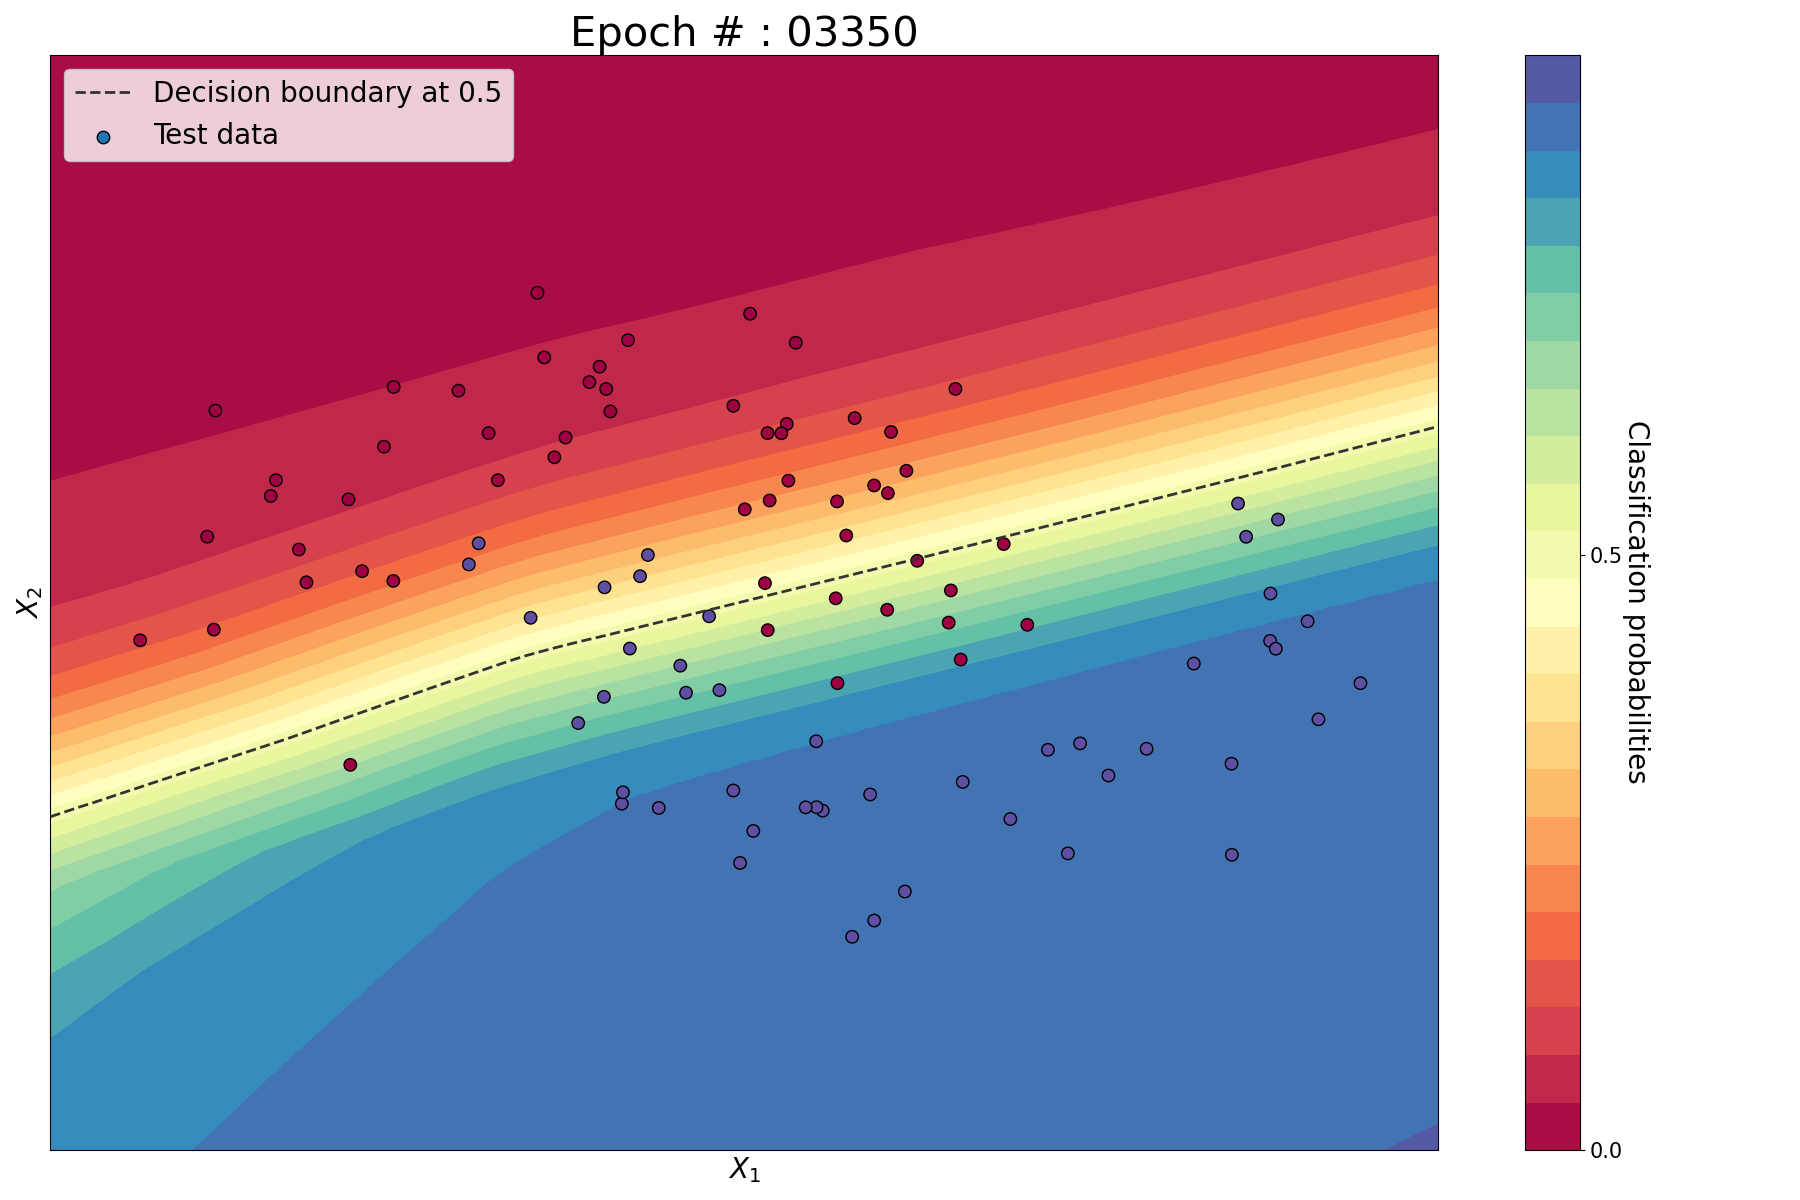 Epoch # : 03350
Decision boundary at 0.5
Test data
X₂
X₁
0.5
0.0
Classification probabilities